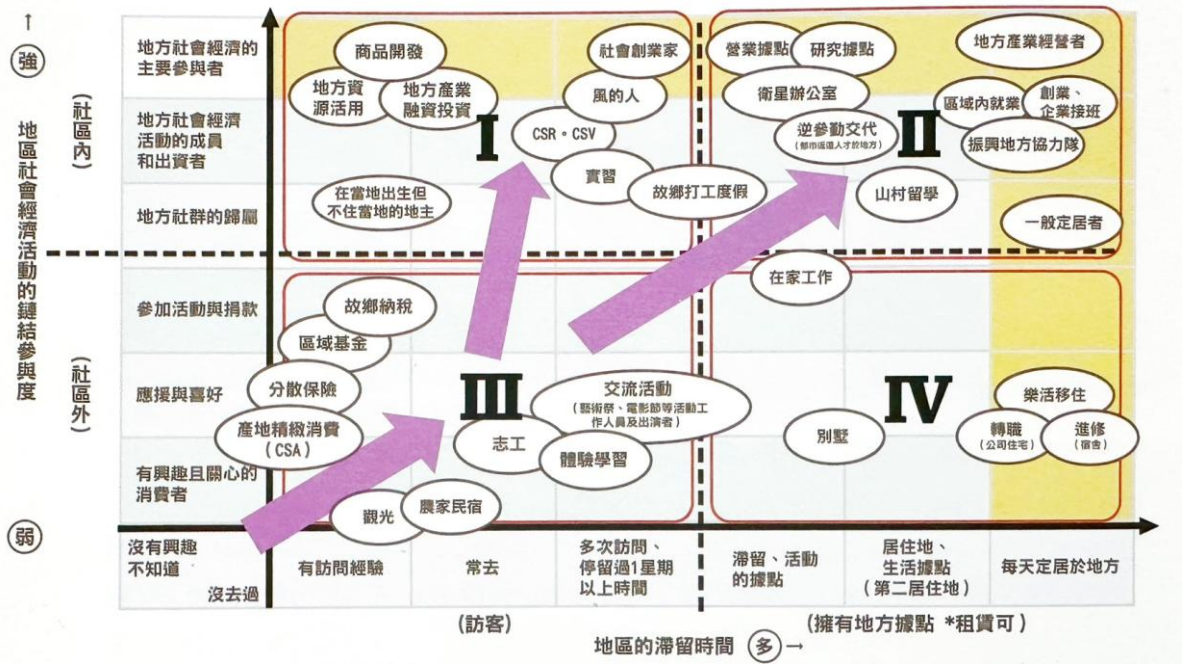 ↑
強
地區社會經濟活動的鏈結參與度
弱
(社區內)
(社區外)
地方社會經濟的
主要參與者
地方社會經濟
活動的成員
和出資者
地方社群的歸屬
參加活動與捐款
應援與喜好
有興趣且關心的
消費者
商品開發
地方資
源活用
地方產業
融資投資
社會創業家
風的人
CSR。CSV
I
實習
故鄉打工度假
在當地出生但
不住當地的地主
營業據點
研究據點
地方產業經營者
衛星辦公室
區域內就業
創業、
企業接班
逆參勤交代
(都市返還人才於地方)
II
振興地方協力隊
山村留學
一般定居者
故鄉納稅
區域基金
分散保險
產地精緻消費
(CSA)
III
交流活動
(藝術祭、電影節等活動工
作人員及出演者)
志工
體驗學習
觀光
農家民宿
在家工作
IV
別墅
樂活移住
轉職
(公司住宅)
進修
(宿舍)
沒有興趣
不知道
沒去過
有訪問經驗
常去
多次訪問、
停留過1星期
以上時間
滯留、活動
的據點
居住地、
生活據點
(第二居住地)
每天定居於地方
(訪客)
(擁有地方據點 *租賃可)
地區的滯留時間 多 →